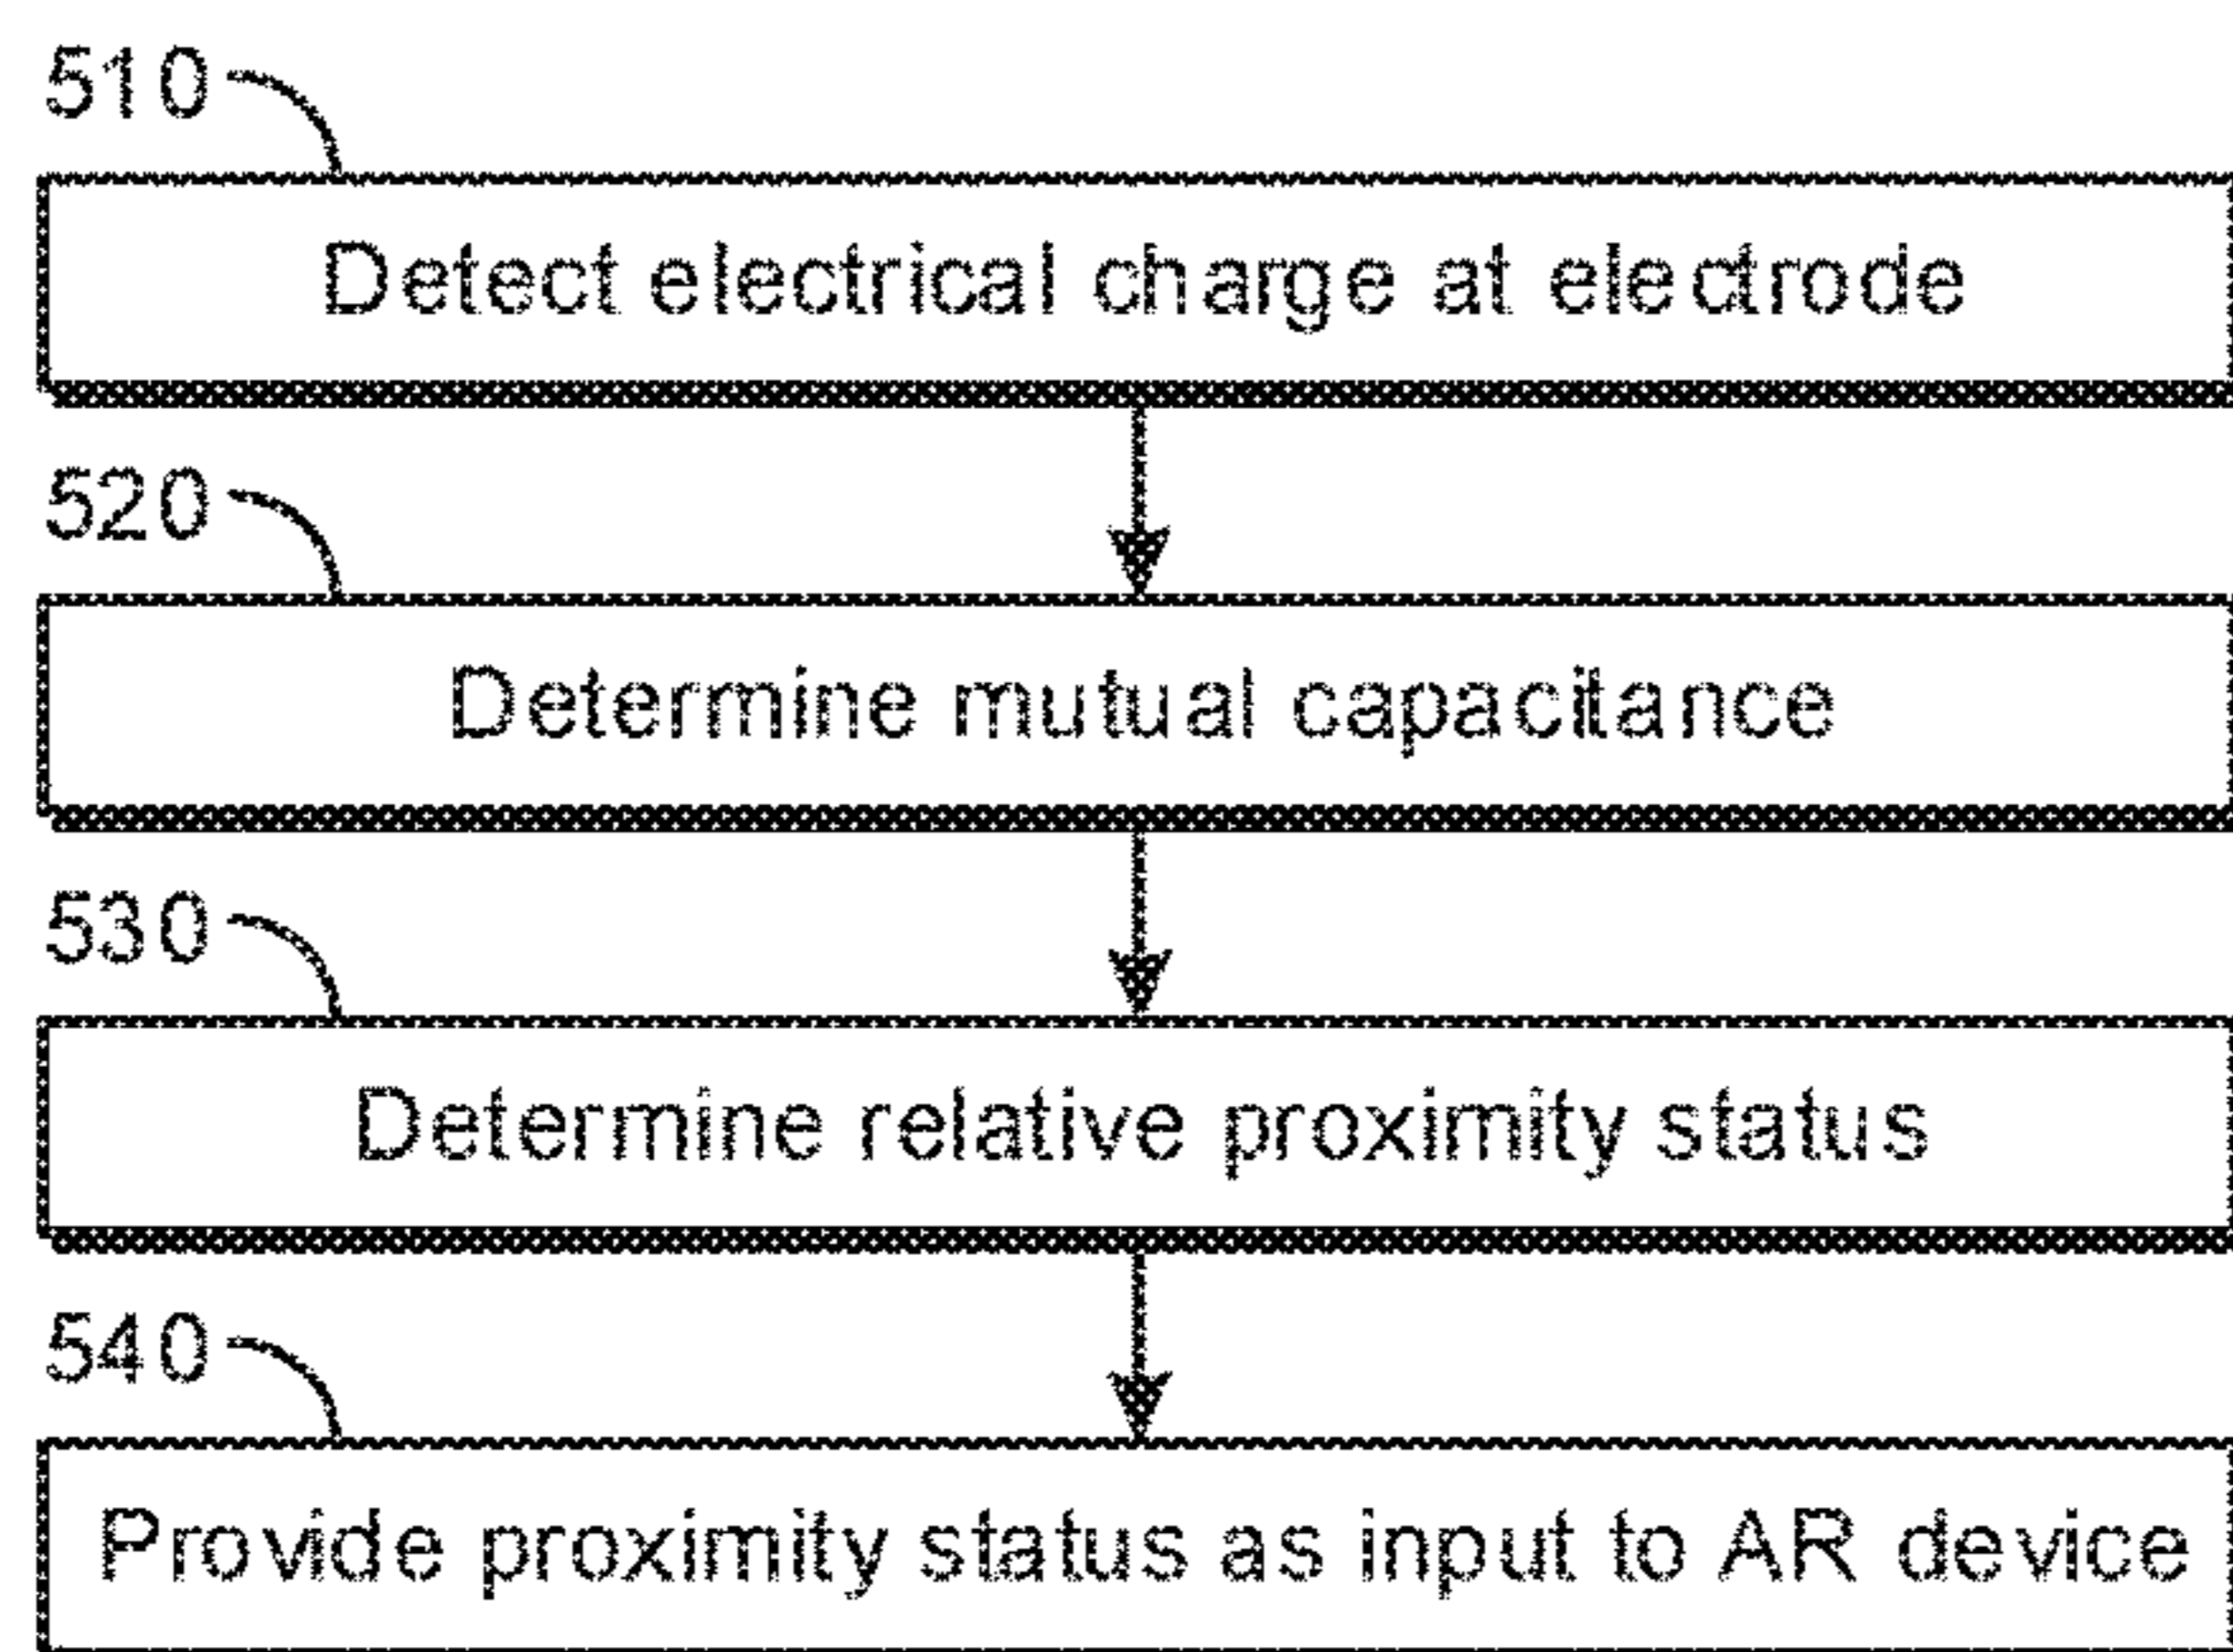 510
Detect electrical charge at electrode
520
Determine mutual capacitance
530
Determine relative proximity status
540
Provide proximity status as input to AR device